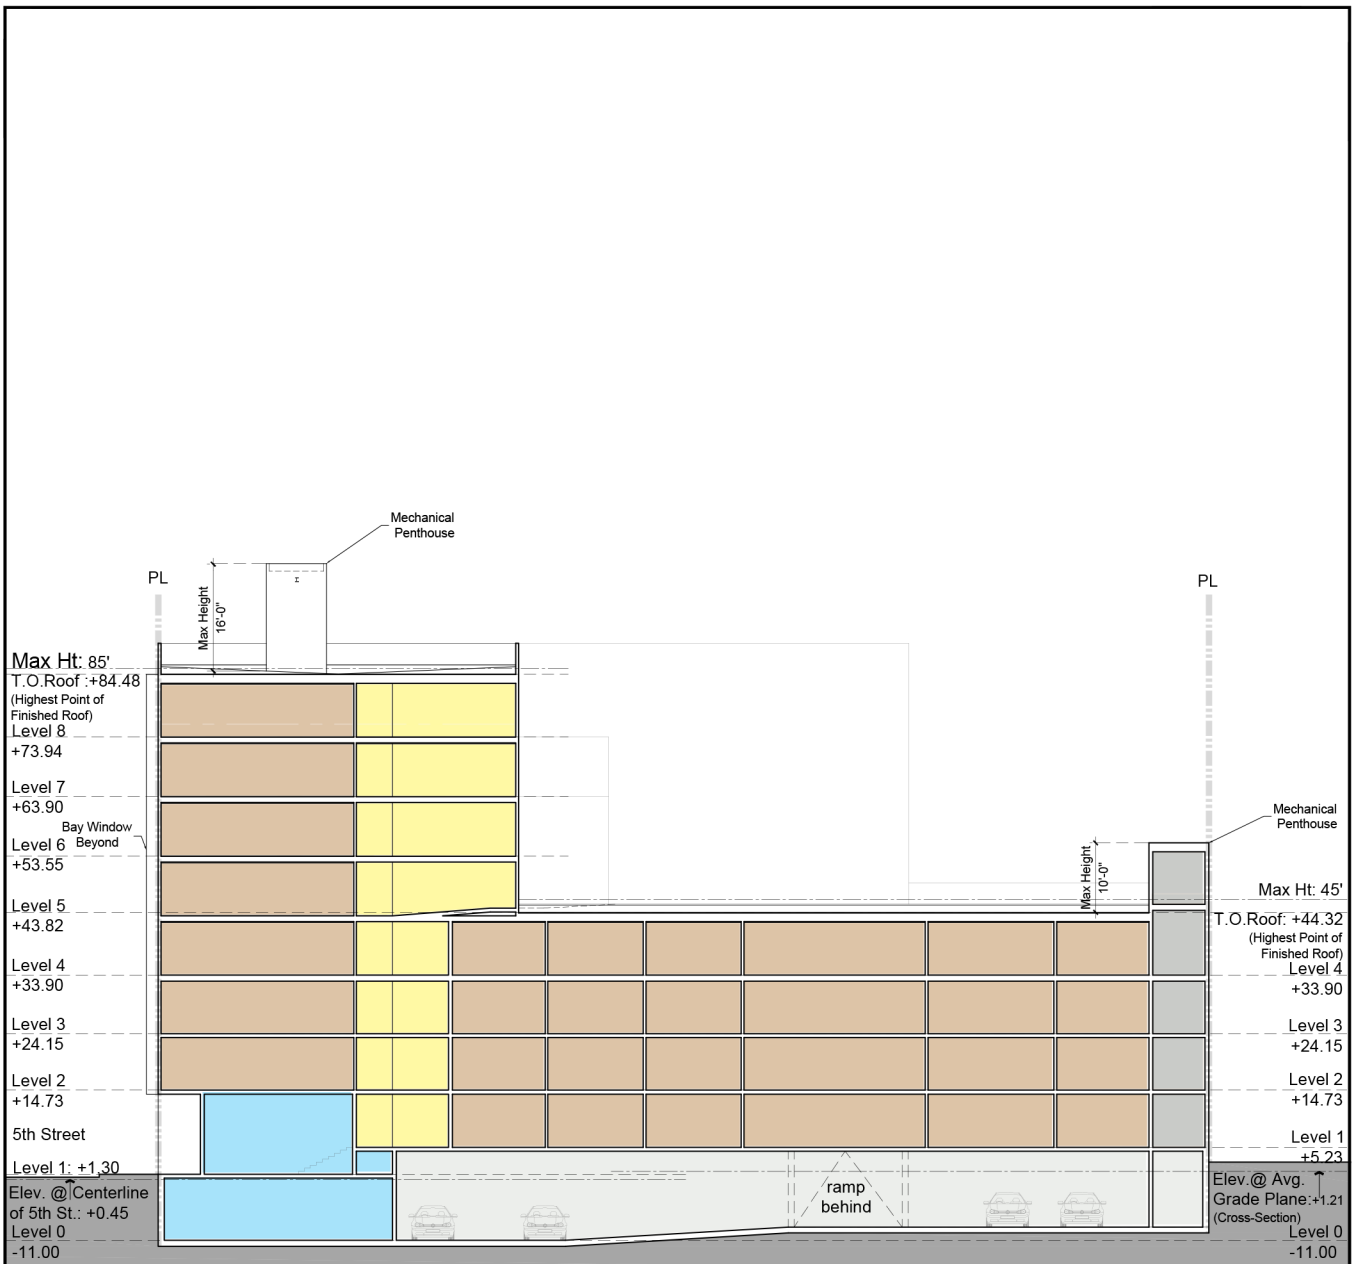 Mechanical
Penthouse
PL
PL
Max Height
16'-0"
Max Ht: 85'
T.O.Roof :+84.48
(Highest Point of
Finished Roof)
Level 8
+73.94
Level 7
+63.90
Bay Window
Beyond
Level 6
+53.55
Level 5
+43.82
Level 4
+33.90
Level 3
+24.15
Level 2
+14.73
5th Street
Level 1: +1.30
Elev. @ Centerline
of 5th St.: +0.45
Level 0
-11.00
ramp
behind
Max Height
10'-0"
Mechanical
Penthouse
Max Ht: 45'
T.O.Roof: +44.32
(Highest Point of
Finished Roof)
Level 4
+33.90
Level 3
+24.15
Level 2
+14.73
Level 1
+5.23
Elev.@ Avg.
Grade Plane:+1.21
(Cross-Section)
Level 0
-11.00